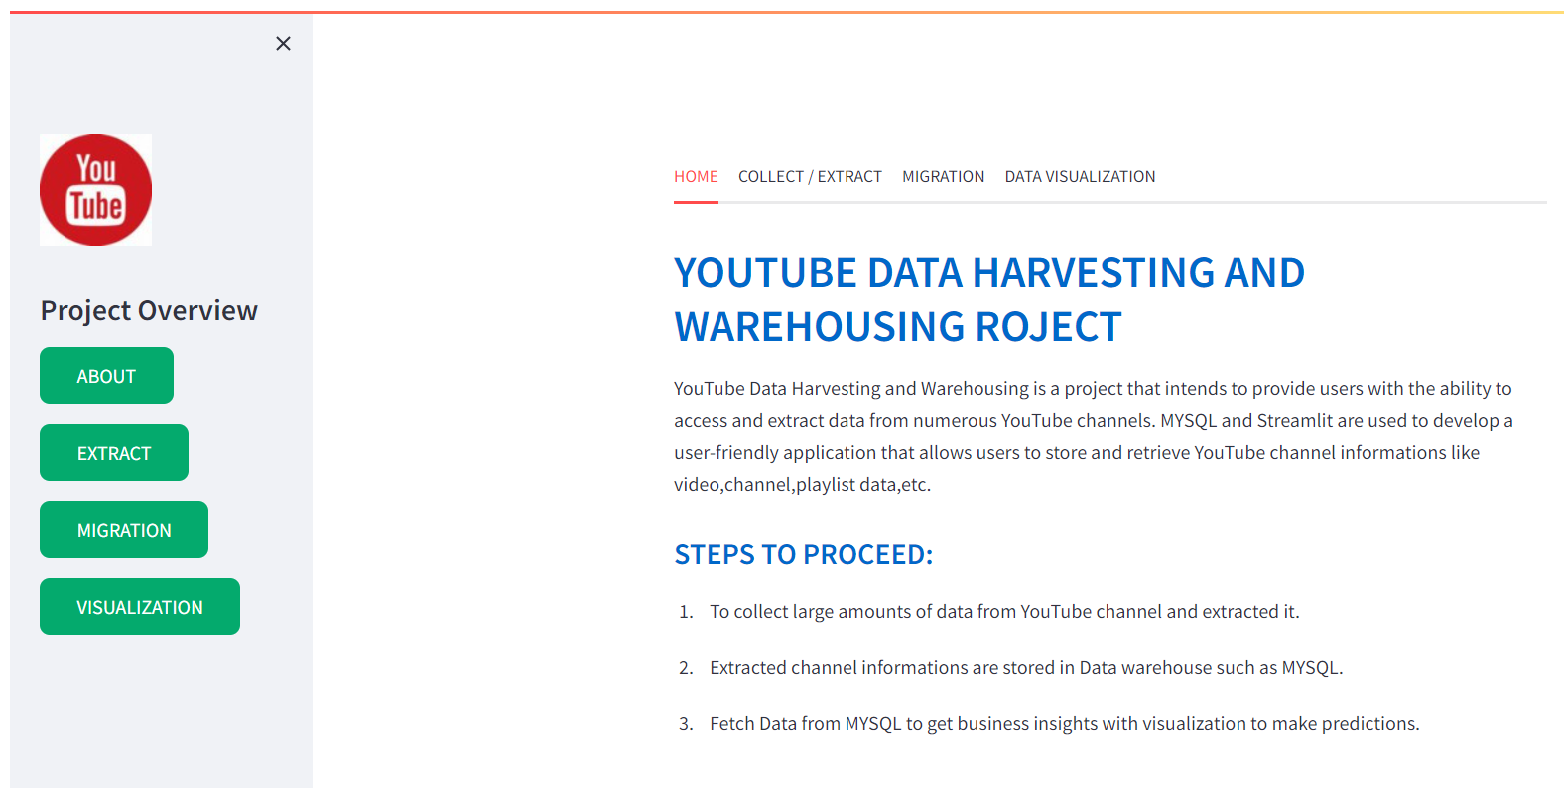 You
Tube
Project Overview
ABOUT
EXTRACT
MIGRATION
VISUALIZATION
HOME COLLECT / EXTRACT MIGRATION DATA VISUALIZATION
YOUTUBE DATA HARVESTING AND
WAREHOUSING ROJECT
YouTube Data Harvesting and Warehousing is a project that intends to provide users with the ability to
access and extract data from numerous YouTube channels. MYSQL and Streamlit are used to develop a
user-friendly application that allows users to store and retrieve YouTube channel informations like
video,channel,playlist data,etc.
STEPS TO PROCEED:
1. To collect large amounts of data from YouTube channel and extracted it.
2. Extracted channel informations are stored in Data warehouse such as MYSQL.
3. Fetch Data from MYSQL to get business insights with visualization to make predictions.